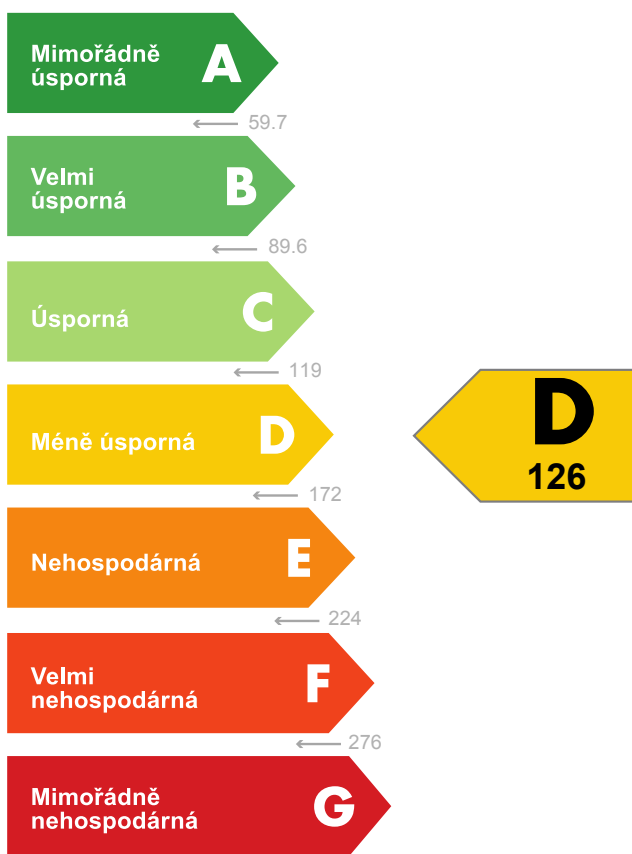 Mimořádně
úsporná
A
59.7
Velmi
úsporná
B
89.6
Úsporná
C
119
Méně úsporná
D
172
D
126
Nehospodárná
E
224
Velmi
nehospodárná
F
276
Mimořádně
nehospodárná
G